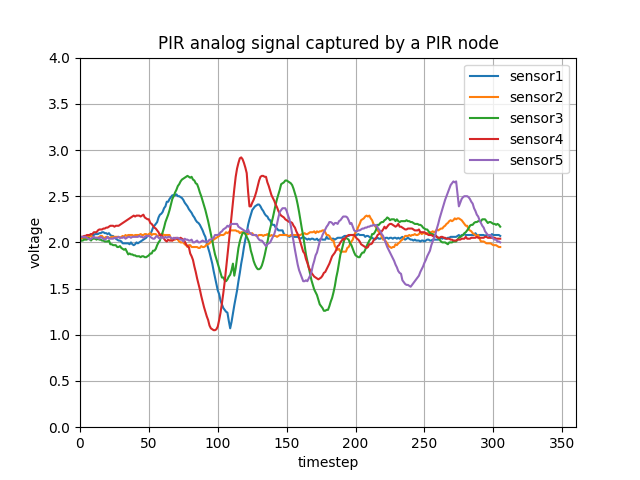 PIR analog signal captured by a PIR node
4.0
3.5
3.0
2.5
2.0
1.5
1.0
0.5
0.0
voltage
sensor1
sensor2
sensor3
sensor4
sensor5
0 50 100 150 200 250 300 350
timestep